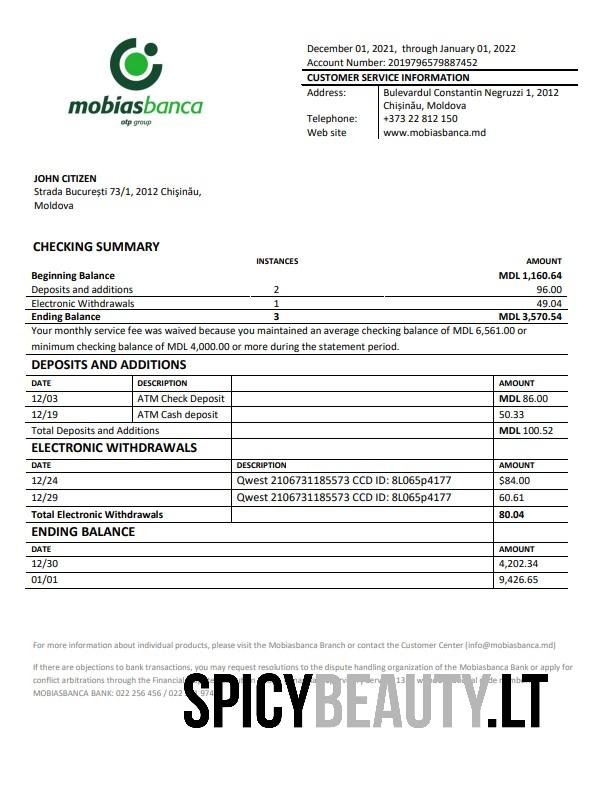 mobiasbanca
otp group
December 01, 2021, through January 01, 2022
Account Number: 2019796579887452
CUSTOMER SERVICE INFORMATION
Address: Bulevardul Constantin Negruzzi 1, 2012
Chișinău, Moldova
Telephone: +373 22 812 150
Web site www.mobiasbanca.md
JOHN CITIZEN
Strada București 73/1, 2012 Chişinău,
Moldova
CHECKING SUMMARY
INSTANCES AMOUNT
Beginning Balance MDL 1,160.64
Deposits and additions 2 96.00
Electronic Withdrawals 1 49.04
Ending Balance 3 MDL 3,570.54
Your monthly service fee was waived because you maintained an average checking balance of MDL 6,561.00 or
minimum checking balance of MDL 4,000.00 or more during the statement period.
DEPOSITS AND ADDITIONS
DATE DESCRIPTION AMOUNT
12/03 ATM Check Deposit MDL 86.00
12/19 ATM Cash deposit 50.33
Total Deposits and Additions MDL 100.52
ELECTRONIC WITHDRAWALS
DATE DESCRIPTION AMOUNT
12/24 Qwest 2106731185573 CCD ID: 8L065p4177 $84.00
12/29 Qwest 2106731185573 CCD ID: 8L065p4177 60.61
Total Electronic Withdrawals 80.04
ENDING BALANCE
DATE AMOUNT
12/30 4,202.34
01/01 9,426.65
For more information about individual products, please visit the Mobiasbanca Branch or contact the Customer Center (info@mobiasbanca.md)
If there are objections to bank transactions, you may request resolutions to the dispute handling organization of the Mobiasbanca Bank or apply for
conflict arbitrations through the Financial
MOBIASBANCA BANK: 022 256 456 / 022
SPICYBEAUTY.LT